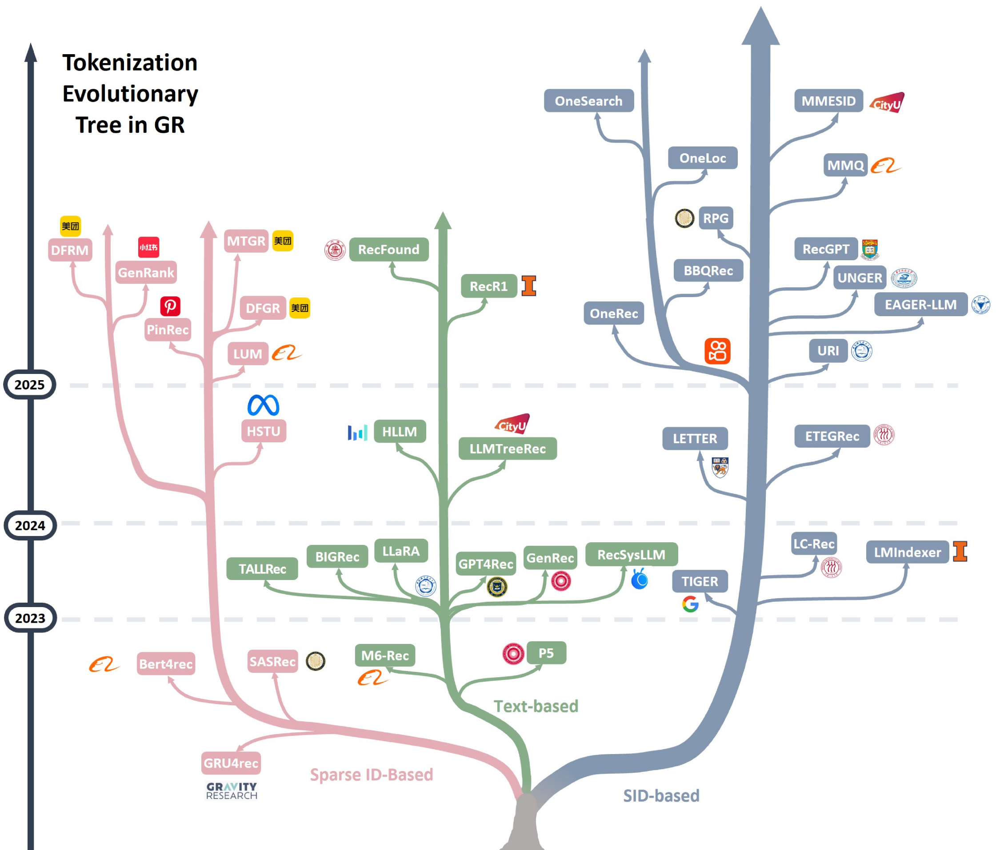 Tokenization
Evolutionary
Tree in GR
OneSearch
MMESID
CityU
OneLoc
MMQ
美团
DFRM
小红书
GenRank
MTGR
美团
RecFound
RPG
RecGPT
PinRec
DFGR
美团
RecR1
BBQRec
UNGER
EAGER-LLM
OneRec
LUM
URI
2025
HSTU
HLLM
CityU
LLMTreeRec
LETTER
ETEGRec
2024
TALLRec
BIGRec
LLaRA
GPT4Rec
GenRec
RecSysLLM
LC-Rec
LMIndexer
TIGER
2023
Bert4rec
SASRec
M6-Rec
P5
Text-based
GRU4rec
GRAVITY
RESEARCH
Sparse ID-Based
SID-based